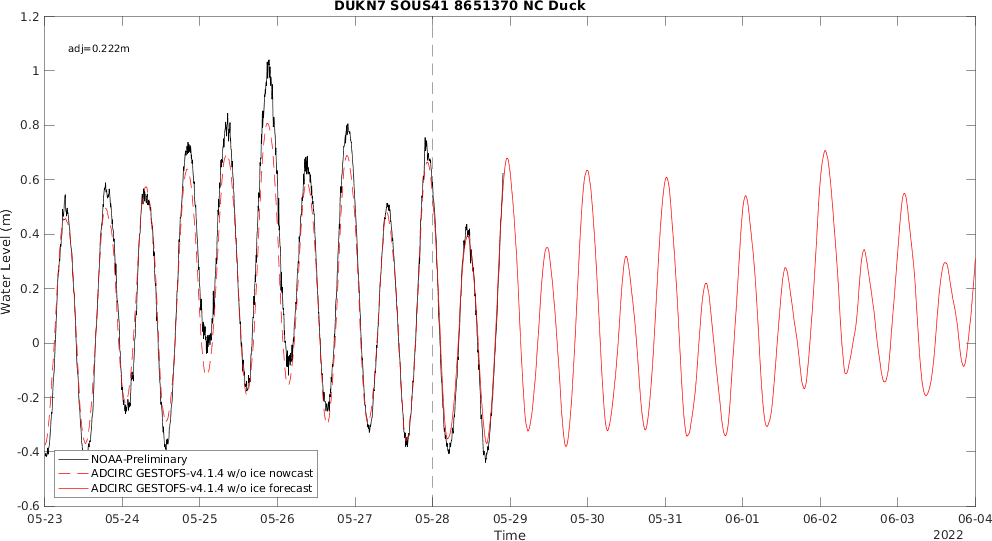 DUKN7 SOUS41 8651370 NC Duck
1.2
1
0.8
0.6
0.4
0.2
0
-0.2
-0.4
-0.6
Water Level (m)
adj=0.222m
NOAA-Preliminary
ADCIRC GESTOFS-v4.1.4 w/o ice nowcast
ADCIRC GESTOFS-v4.1.4 w/o ice forecast
05-23 05-24 05-25 05-26 05-27 05-28 05-29 05-30 05-31 06-01 06-02 06-03 06-04
Time
2022